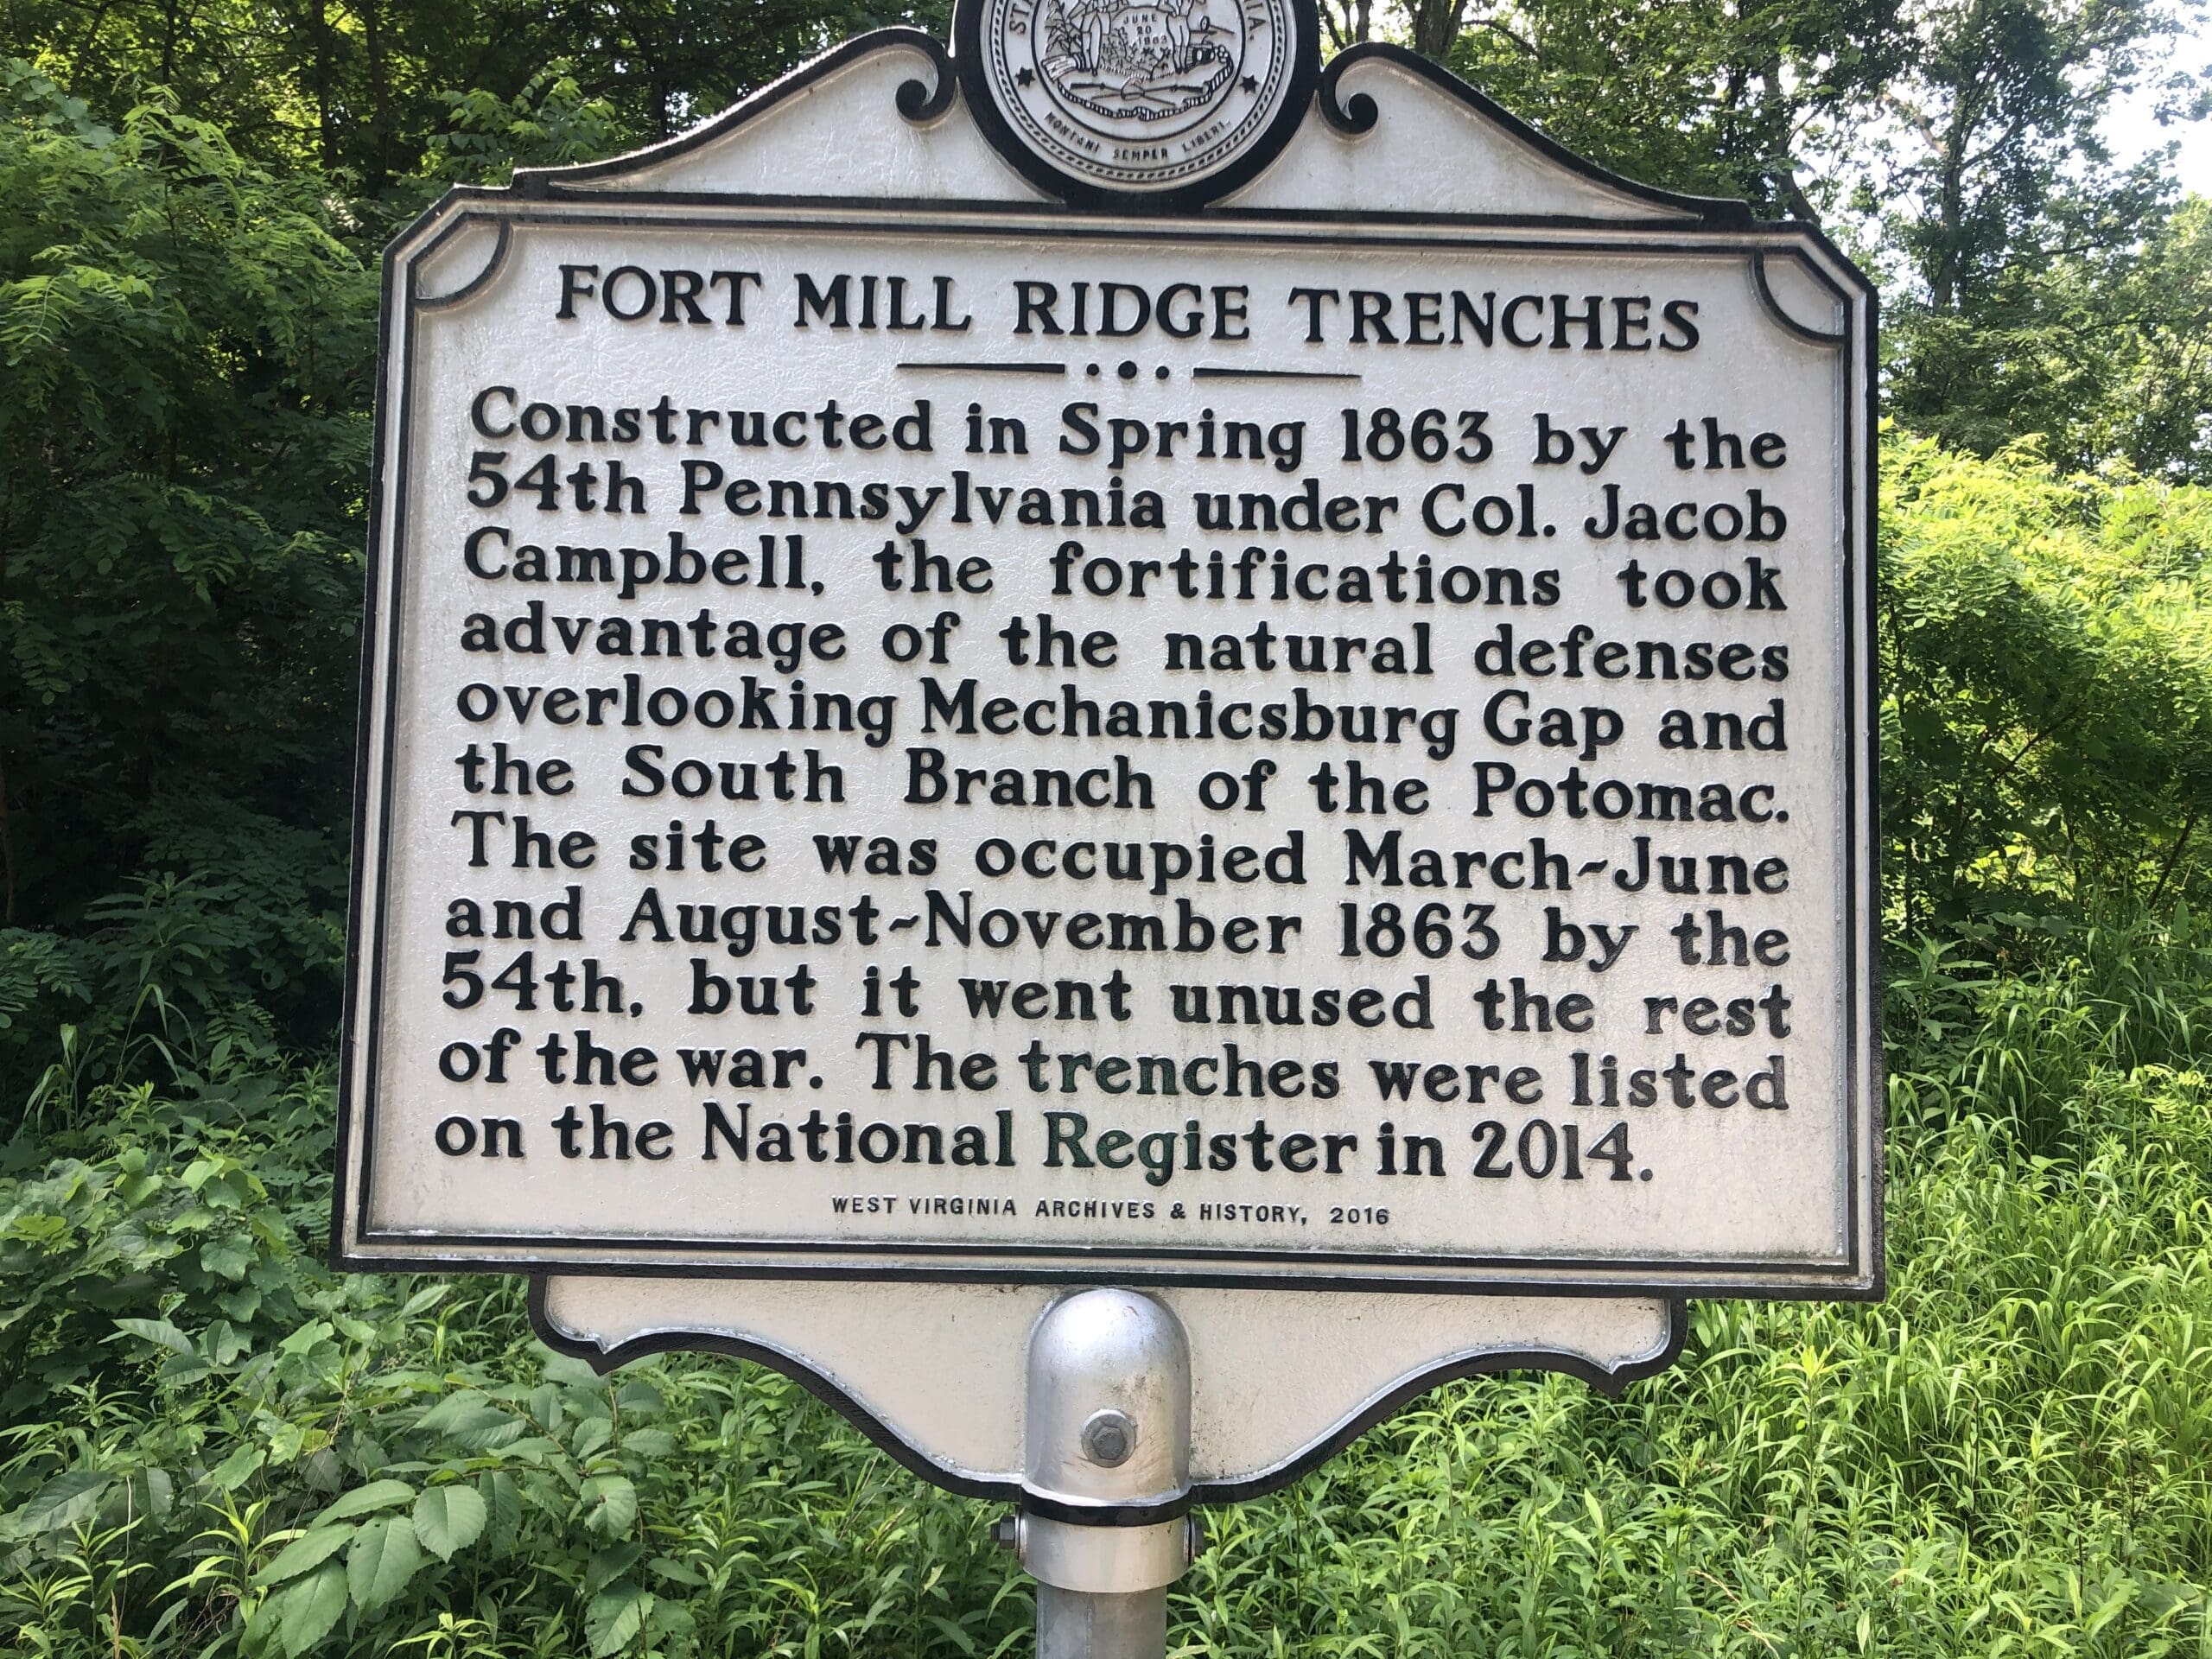 JUNE
20
1863
MONTANI SEMPER LIBERI
FORT MILL RIDGE TRENCHES
Constructed in Spring 1863 by the
54th Pennsylvania under Col. Jacob
Campbell, the fortifications took
advantage of the natural defenses
overlooking Mechanicsburg Gap and
the South Branch of the Potomac.
The site was occupied March~June
and August~November 1863 by the
54th, but it went unused the rest
of the war. The trenches were listed
on the National Register in 2014.
WEST VIRGINIA ARCHIVES & HISTORY, 2016